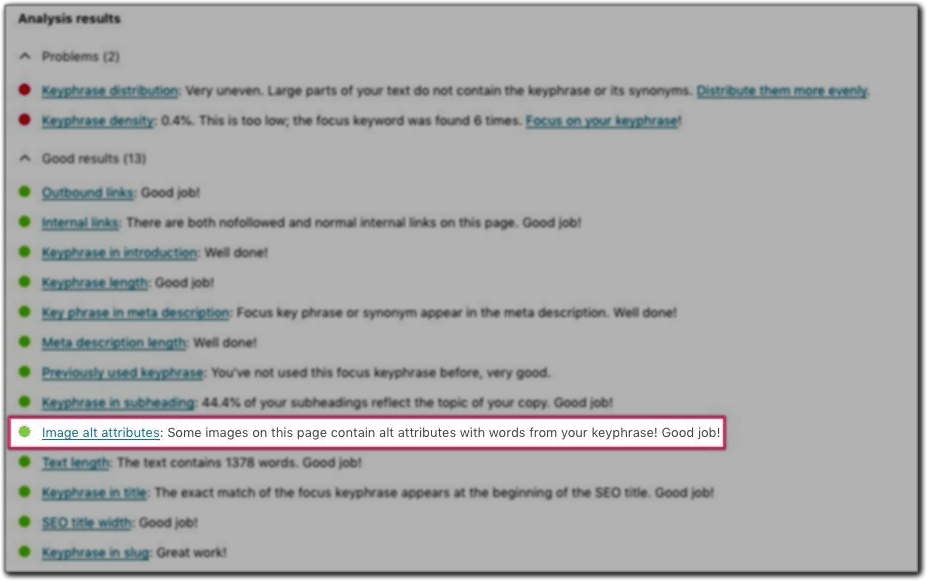 Analysis results
Problems (2)
Keyphrase distribution: Very uneven. Large parts of your text do not contain the keyphrase or its synonyms. Distribute them more evenly.
Keyphrase density: 0.4%. This is too low; the focus keyword was found 6 times. Focus on your keyphrase!
Good results (13)
Outbound links: Good job!
Internal links: There are both nofollowed and normal internal links on this page. Good job!
Keyphrase in introduction: Well done!
Keyphrase length: Good job!
Key phrase in meta description: Focus key phrase or synonym appear in the meta description. Well done!
Meta description length: Well done!
Previously used keyphrase: You've not used this focus keyphrase before, very good.
Keyphrase in subheading: 44.4% of your subheadings reflect the topic of your copy. Good job!
Image alt attributes: Some images on this page contain alt attributes with words from your keyphrase! Good job!
Text length: The text contains 1378 words. Good job!
Keyphrase in title: The exact match of the focus keyphrase appears at the beginning of the SEO title. Good job!
SEO title width: Good job!
Keyphrase in slug: Great work!